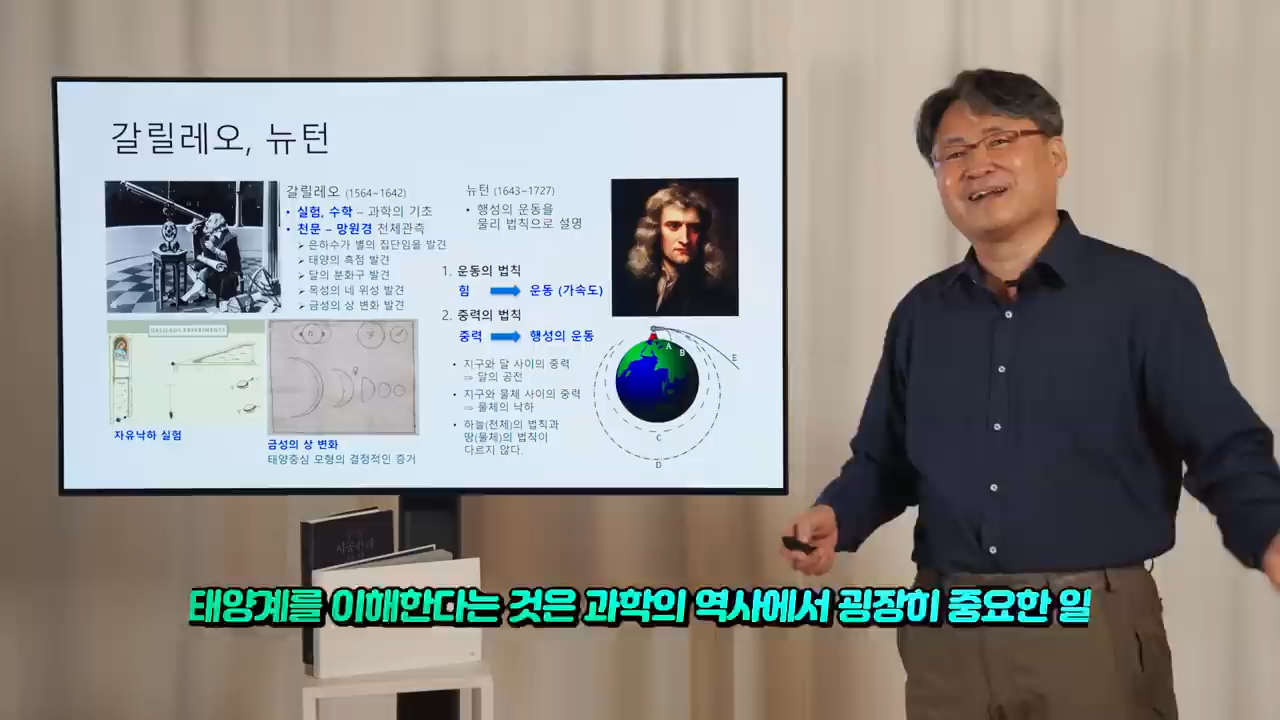 갈릴레오, 뉴턴
갈릴레오 (1564~1642)
• 실험, 수학 – 과학의 기초
• 천문 – 망원경 천체관측
➢ 은하수가 별의 집단임을 발견
➢ 태양의 흑점 발견
➢ 달의 분화구 발견
➢ 목성의 네 위성 발견
➢ 금성의 상 변화 발견
GALILEO'S EXPERIMENTS
자유낙하 실험
금성의 상 변화
태양중심 모형의 결정적인 증거
뉴턴 (1643~1727)
• 행성의 운동을
물리 법칙으로 설명
1. 운동의 법칙
힘 운동 (가속도)
2. 중력의 법칙
중력 행성의 운동
• 지구와 달 사이의 중력
⇒ 달의 공전
• 지구와 물체 사이의 중력
⇒ 물체의 낙하
• 하늘(천체)의 법칙과
땅(물체)의 법칙이
다르지 않다.
A
B
E
C
D
태양계를 이해한다는 것은 과학의 역사에서 굉장히 중요한 일